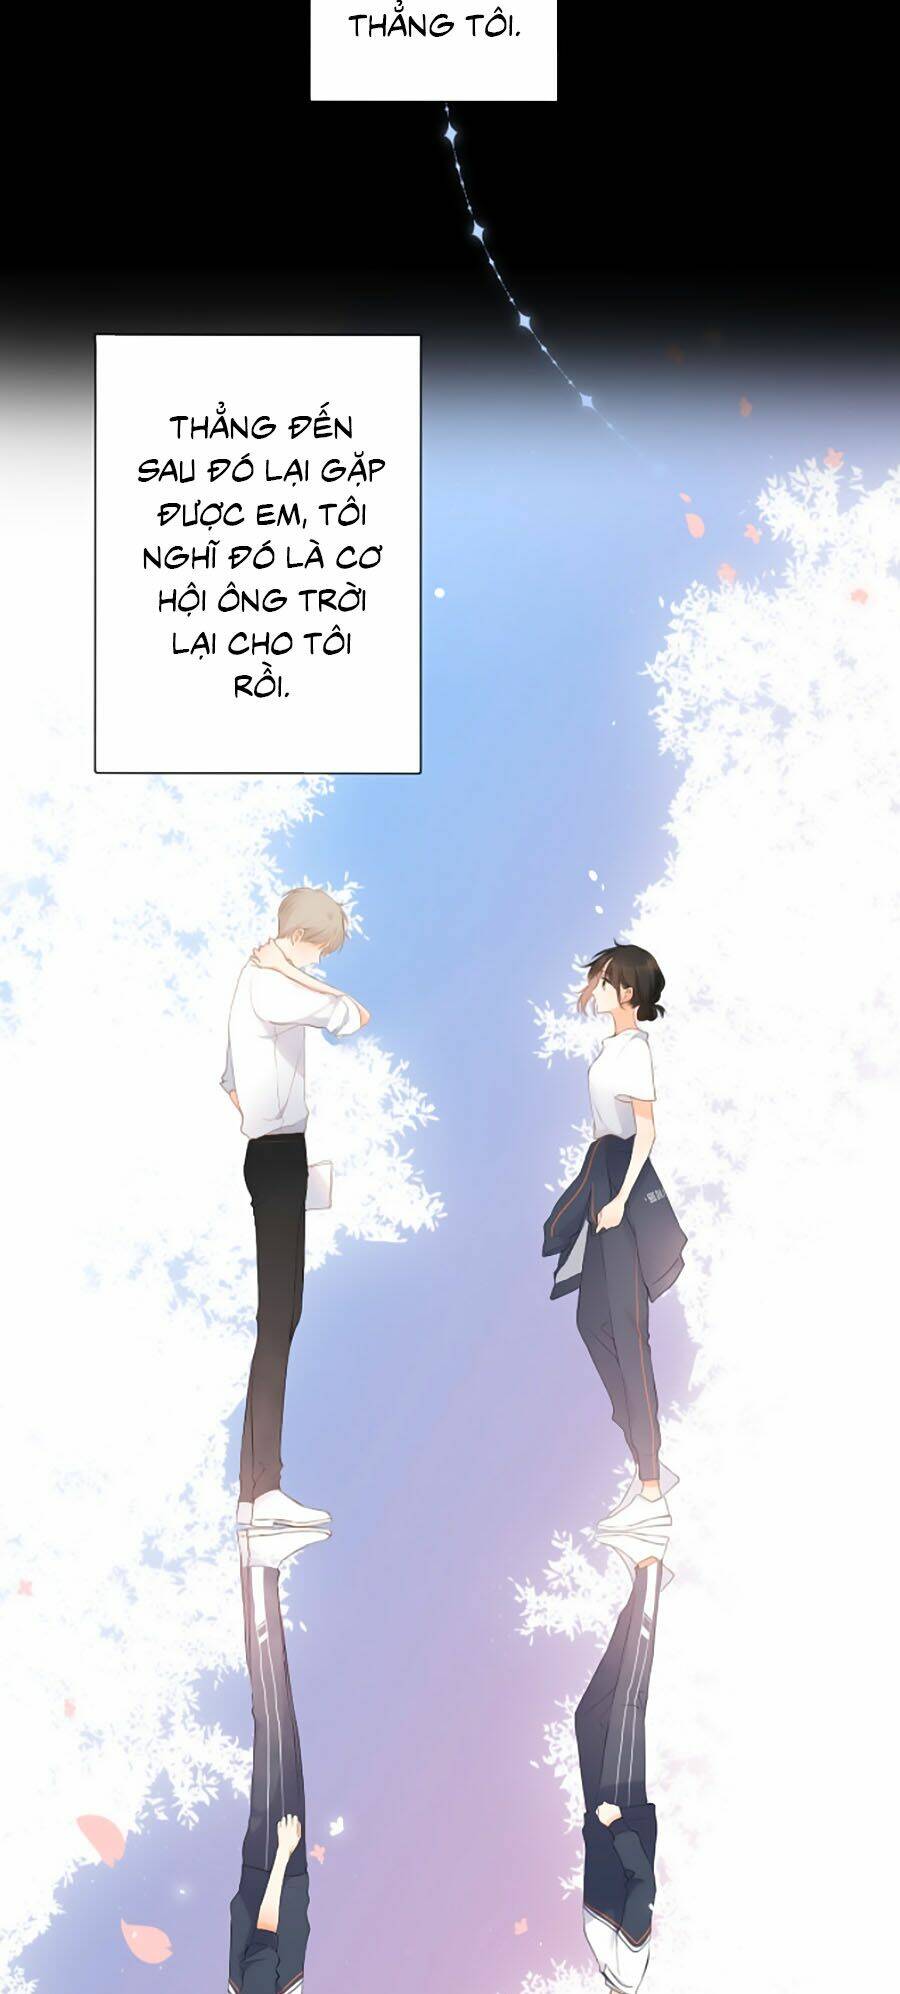 THẲNG TÔI.
THẲNG ĐẾN
SAU ĐÓ LẠI GẶP
ĐƯỢC EM, TÔI
NGHĨ ĐÓ LÀ CƠ
HỘI ÔNG TRỜI
LẠI CHO TÔI
RỒI.